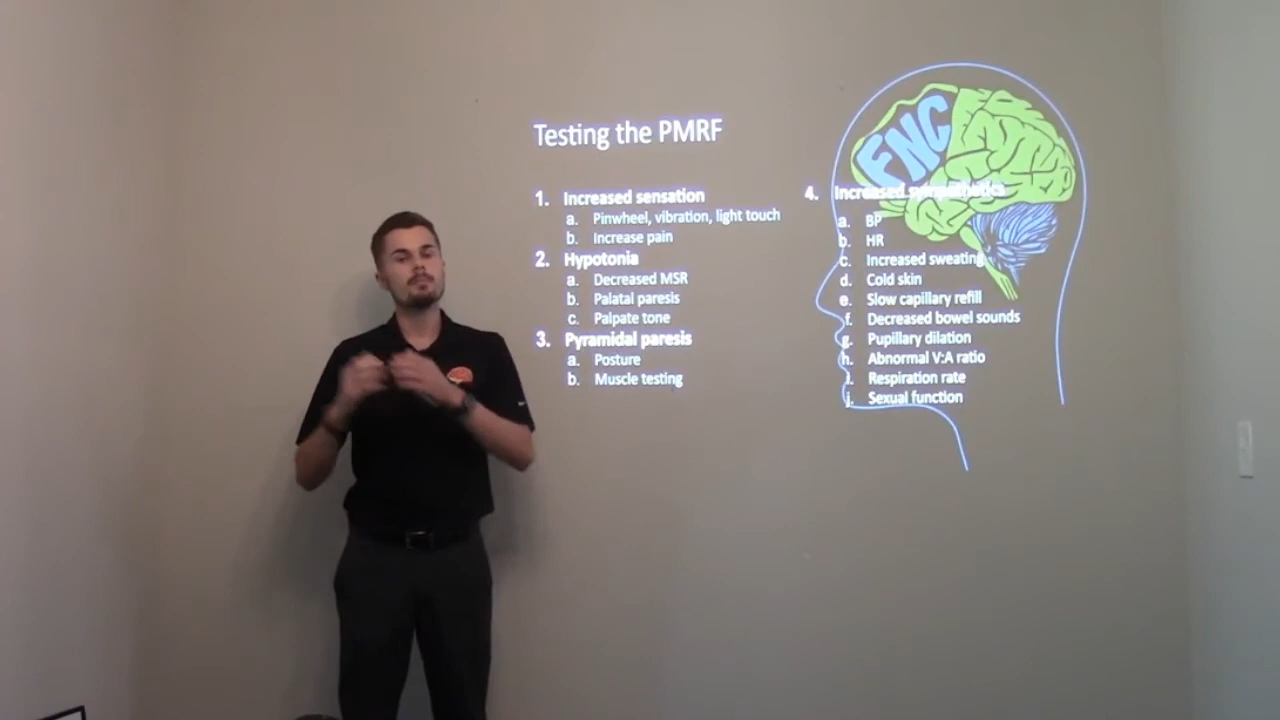 FNC
Testing the PMRF
1. Increased sensation
a. Pinwheel, vibration, light touch
b. Increase pain
2. Hypotonia
a. Decreased MSR
b. Palatal paresis
c. Palpate tone
3. Pyramidal paresis
a. Posture
b. Muscle testing
4. Increased sympathetics
a. BP
b. HR
c. Increased sweating
d. Cold skin
e. Slow capillary refill
f. Decreased bowel sounds
g. Pupillary dilation
h. Abnormal V:A ratio
i. Respiration rate
j. Sexual function